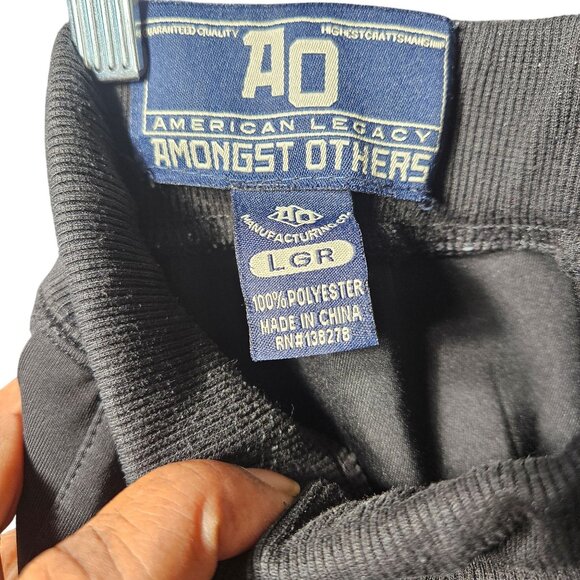 GUARANTEED QUALITY HIGHEST CRAFTSMANSHIP
AO
AMERICAN LEGACY
AMONGST OTHERS
AO
MANUFACTURING CO.
LGR
100% POLYESTER
MADE IN CHINA
RN#138278